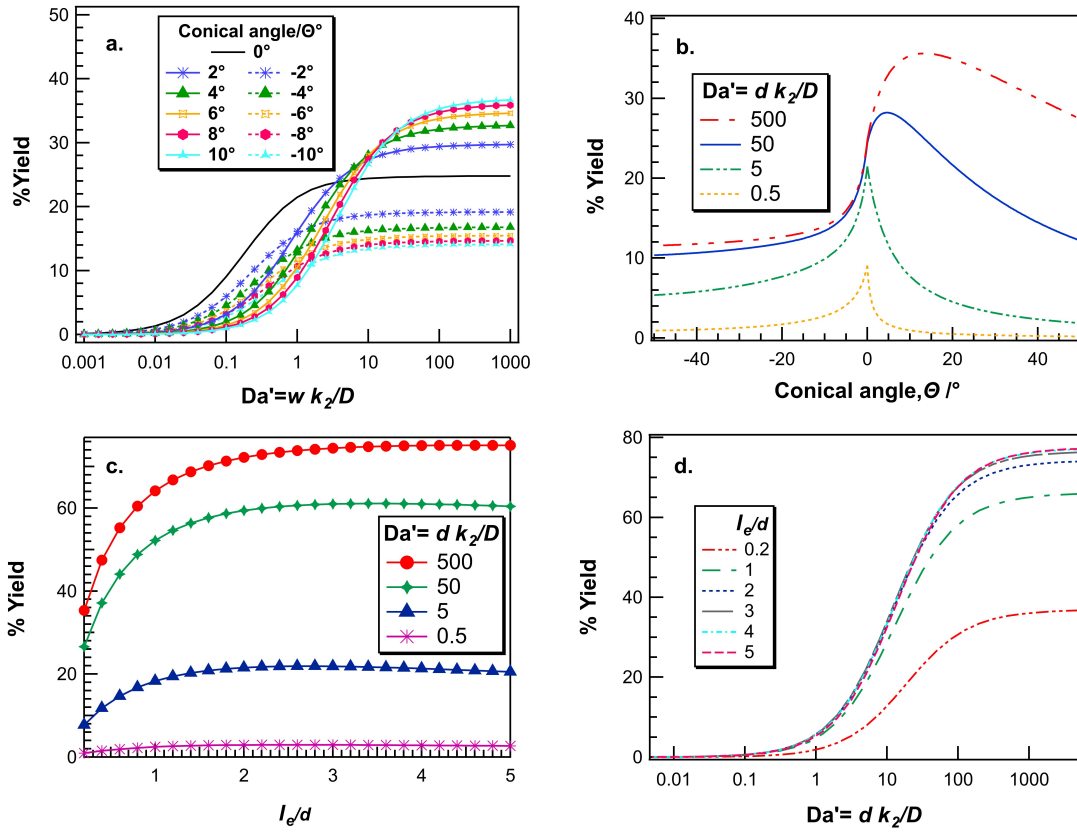 a.
Conical angle/Θ°
0°
2° -2°
4° -4°
6° -6°
8° -8°
10° -10°
%Yield
50
40
30
20
10
0
0.001 0.01 0.1 1 10 100 1000
Da'=w k2/D
b.
Da'= d k2/D
500
50
5
0.5
% Yield
40
30
20
10
0
-40 -20 0 20 40
Conical angle,Θ /°
c.
Da'= d k2/D
500
50
5
0.5
% Yield
60
40
20
0
1 2 3 4 5
le/d
d.
le/d
0.2
1
2
3
4
5
% Yield
80
60
40
20
0
0.01 0.1 1 10 100 1000
Da'= d k2/D